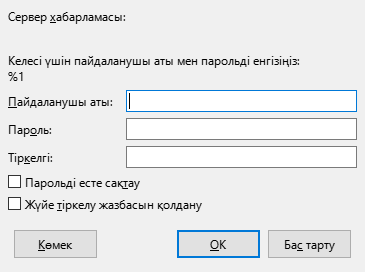 Сервер хабарламасы:
Келесі үшін пайдаланушы аты мен парольді енгізіңіз:
%1
Пайдаланушы аты:
Пароль:
Тіркелгі:
Парольді есте сақтау
Жүйе тіркелу жазбасын қолдану
Көмек OK Бас тарту